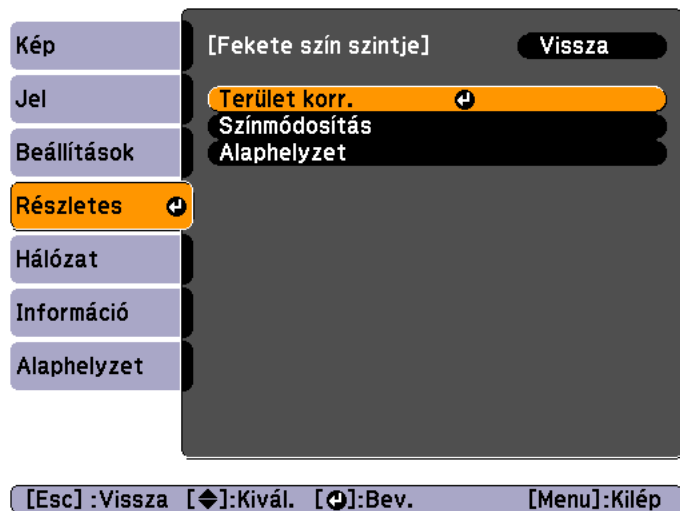 Kép
Jel
Beállítások
Részletes
Hálózat
Információ
Alaphelyzet
[Fekete szín szintje] Vissza
Terület korr.
Színmódosítás
Alaphelyzet
[Esc] :Vissza [◆]:Kivál. [↵]:Bev. [Menu]:Kilép